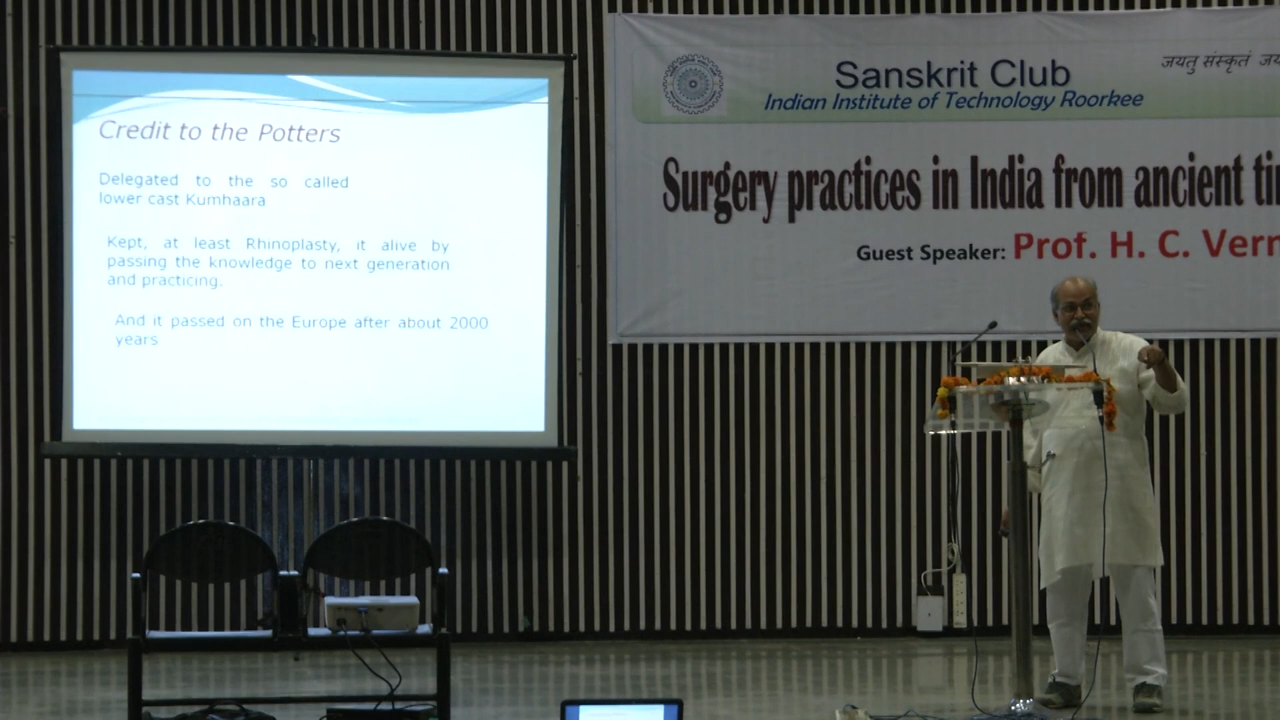 Credit to the Potters
Delegated to the so called
lower cast Kumhaara
Kept, at least Rhinoplasty, it alive by
passing the knowledge to next generation
and practicing.
And it passed on the Europe after about 2000
years
Sanskrit Club
जयतु संस्कृतं
Indian Institute of Technology Roorkee
Surgery practices in India from ancient
Guest Speaker: Prof. H. C.